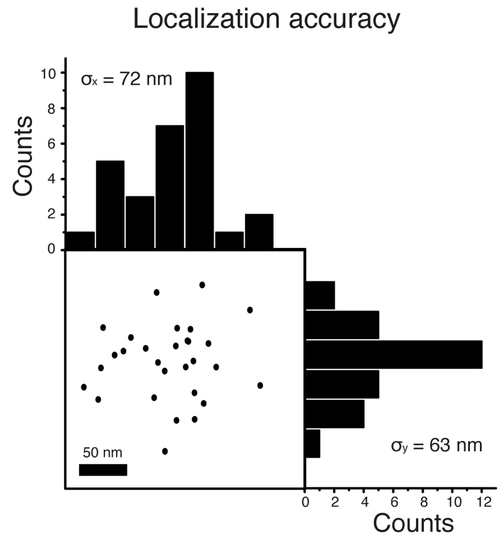 Localization accuracy
σx = 72 nm
Counts
10
8
6
4
2
0
50 nm
σy = 63 nm
0 2 4 6 8 10 12
Counts